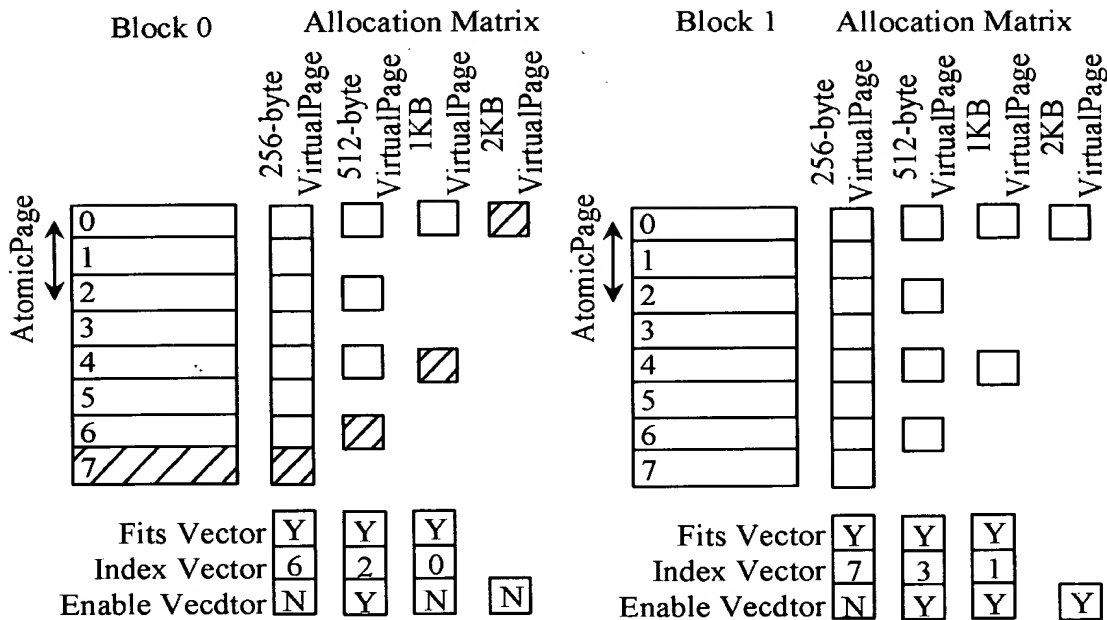 Block 0
Allocation Matrix
256-byte
VirtualPage
512-byte
VirtualPage
1KB
VirtualPage
2KB
VirtualPage
AtomicPage
0
1
2
3
4
5
6
7
Fits Vector Y Y Y
Index Vector 6 2 0
Enable Vecdtor N Y N N
Block 1
Allocation Matrix
256-byte
VirtualPage
512-byte
VirtualPage
1KB
VirtualPage
2KB
VirtualPage
AtomicPage
0
1
2
3
4
5
6
7
Fits Vector Y Y Y
Index Vector 7 3 1
Enable Vecdtor N Y Y Y